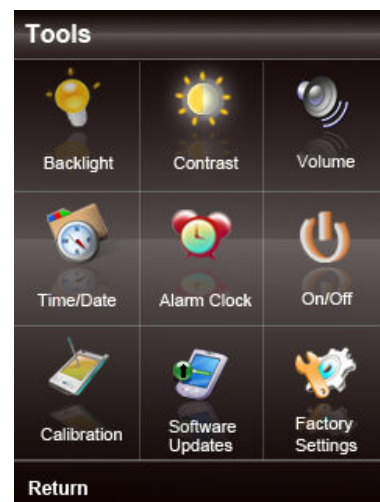 Tools
Backlight
Contrast
Volume
Time/Date
Alarm Clock
On/Off
Calibration
Software
Updates
Factory
Settings
Return